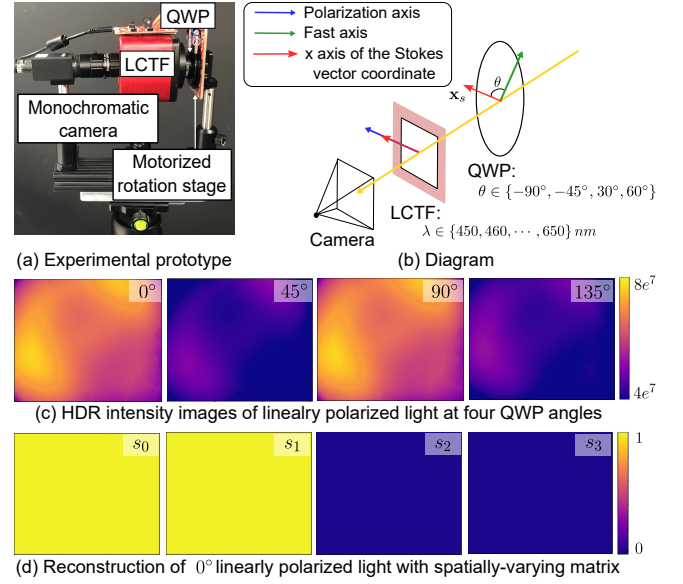 QWP
LCTF
Monochromatic
camera
Motorized
rotation stage
(a) Experimental prototype
Polarization axis
Fast axis
x axis of the Stokes
vector coordinate
θ
x_s
QWP:
θ ∈ {−90°, −45°, 30°, 60°}
LCTF:
λ ∈ {450, 460, ⋯ , 650} nm
Camera
(b) Diagram
0°
45°
90°
135°
8e⁷
4e⁷
(c) HDR intensity images of linealry polarized light at four QWP angles
s₀
s₁
s₂
s₃
1
0
(d) Reconstruction of 0° linearly polarized light with spatially-varying matrix